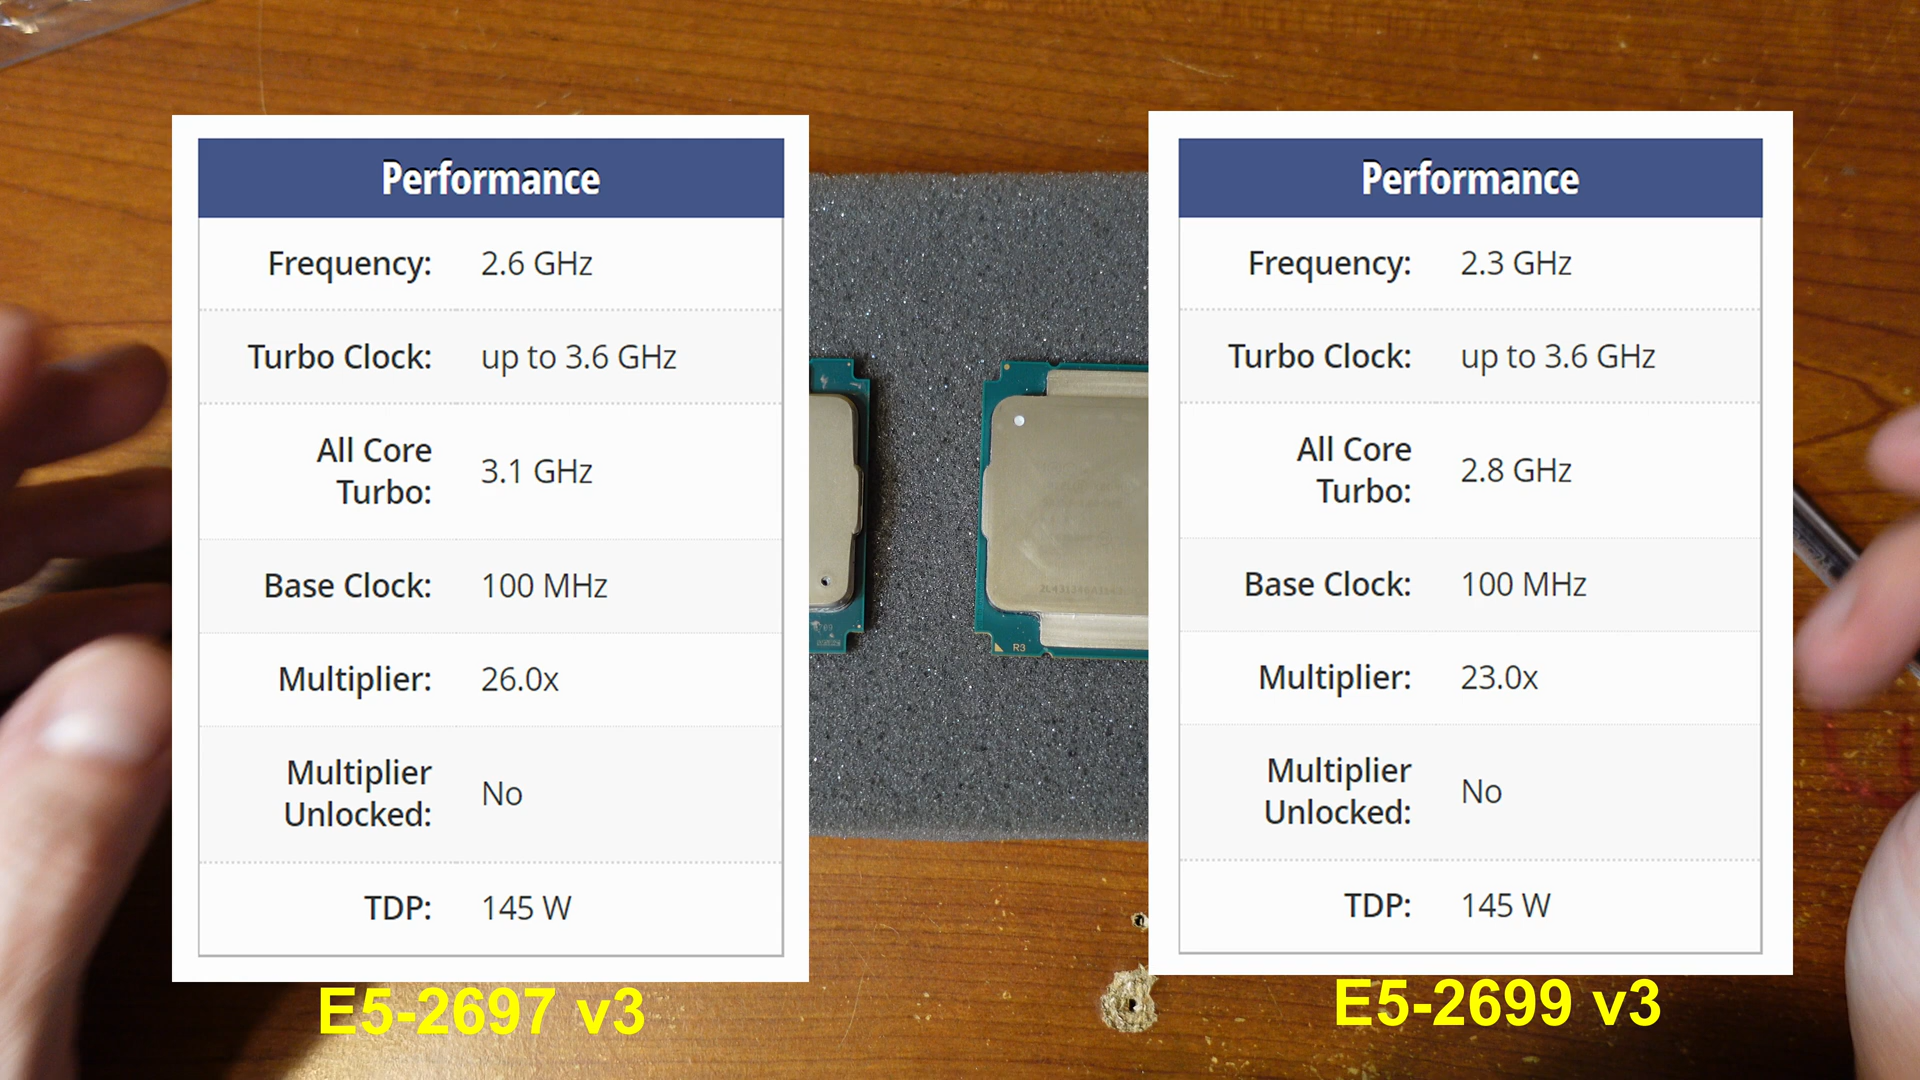 Performance
Frequency: 2.6 GHz
Turbo Clock: up to 3.6 GHz
All Core
Turbo: 3.1 GHz
Base Clock: 100 MHz
Multiplier: 26.0x
Multiplier
Unlocked: No
TDP: 145 W
E5-2697 v3
Performance
Frequency: 2.3 GHz
Turbo Clock: up to 3.6 GHz
All Core
Turbo: 2.8 GHz
Base Clock: 100 MHz
Multiplier: 23.0x
Multiplier
Unlocked: No
TDP: 145 W
E5-2699 v3
R3